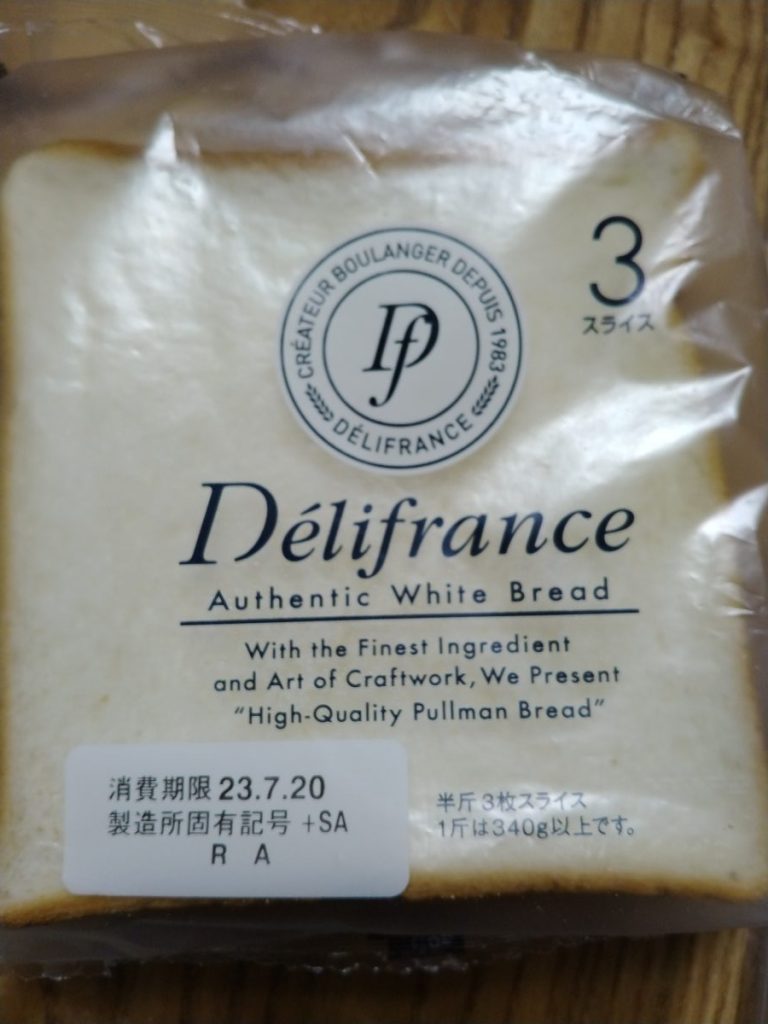 CRÉATEUR BOULANGER DEPUIS 1983
Df
DÉLIFRANCE
3
スライス
Délifrance
Authentic White Bread
With the Finest Ingredient
and Art of Craftwork, We Present
“High-Quality Pullman Bread”
消費期限 23.7.20
製造所固有記号 +SA
R A
半斤3枚スライス
1斤は340g以上です。